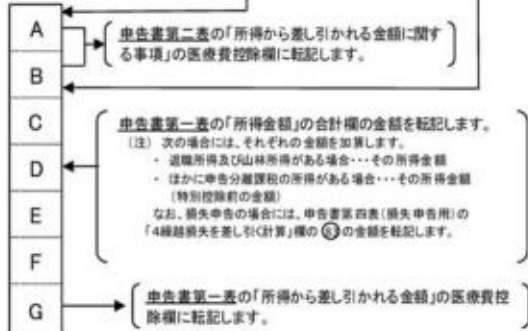 A
申告書第二表の「所得から差し引かれる金額に関す
る事項」の医療費控除欄に転記します。
B
C
申告書第一表の「所得金額」の合計欄の金額を転記します。
(注) 次の場合には、それぞれの金額を加算します。
・ 退職所得及び山林所得がある場合・・・その所得金額
D
・ ほかに申告分離課税の所得がある場合・・・その所得金額
(特別控除前の金額)
E
なお、損失申告の場合には、申告書第四表(損失申告用)の
「4繰越損失を差し引く計算」欄の の金額を転記します。
F
G
申告書第一表の「所得から差し引かれる金額」の医療費控
除欄に転記します。